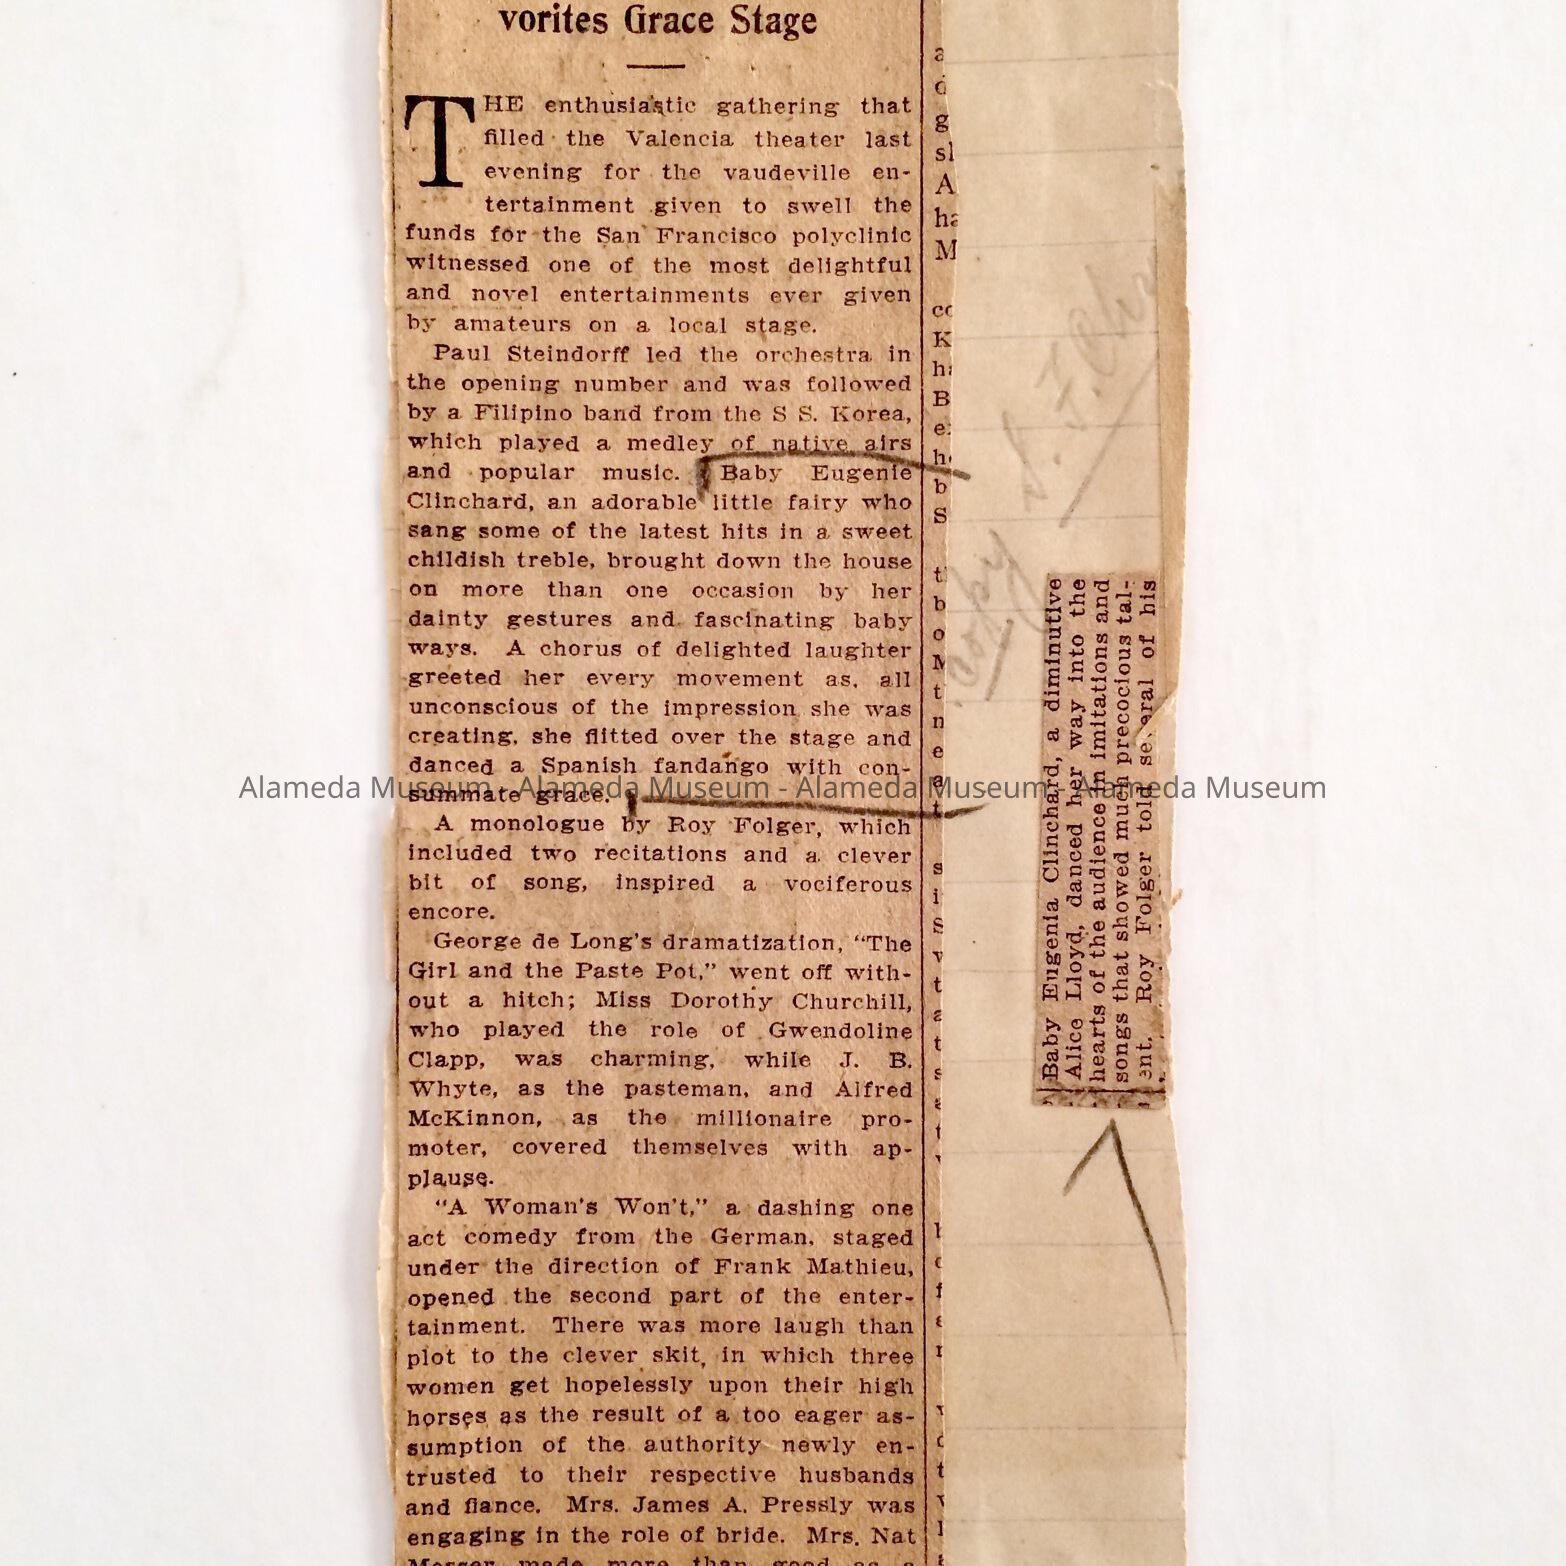 vorites Grace Stage
THE enthusiastic gathering that
filled the Valencia theater last
evening for the vaudeville en-
tertainment given to swell the
funds for the San Francisco polyclinic
witnessed one of the most delightful
and novel entertainments ever given
by amateurs on a local stage.
Paul Steindorff led the orchestra in
the opening number and was followed
by a Filipino band from the S S. Korea,
which played a medley of native airs
and popular music. Baby Eugenie
Clinchard, an adorable little fairy who
sang some of the latest hits in a sweet
childish treble, brought down the house
on more than one occasion by her
dainty gestures and fascinating baby
ways. A chorus of delighted laughter
greeted her every movement as, all
unconscious of the impression she was
creating, she flitted over the stage and
danced a Spanish fandango with con-
summate grace.
A monologue by Roy Folger, which
included two recitations and a clever
bit of song, inspired a vociferous
encore.
George de Long's dramatization, "The
Girl and the Paste Pot," went off with-
out a hitch; Miss Dorothy Churchill,
who played the role of Gwendoline
Clapp, was charming, while J. B.
Whyte, as the pasteman, and Alfred
McKinnon, as the millionaire pro-
moter, covered themselves with ap-
plause.
"A Woman's Won't," a dashing one
act comedy from the German, staged
under the direction of Frank Mathieu,
opened the second part of the enter-
tainment. There was more laugh than
plot to the clever skit, in which three
women get hopelessly upon their high
horses as the result of a too eager as-
sumption of the authority newly en-
trusted to their respective husbands
and fiance. Mrs. James A. Pressly was
engaging in the role of bride. Mrs. Nat
Messer made more than good as a
Baby Eugenia Clinchard, a diminutive
Alice Lloyd, danced her way into the
hearts of the audience in imitations and
songs that showed much precocious tal-
ent. Roy Folger told several of his
Alameda Museum - Alameda Museum - Alameda Museum - Alameda Museum